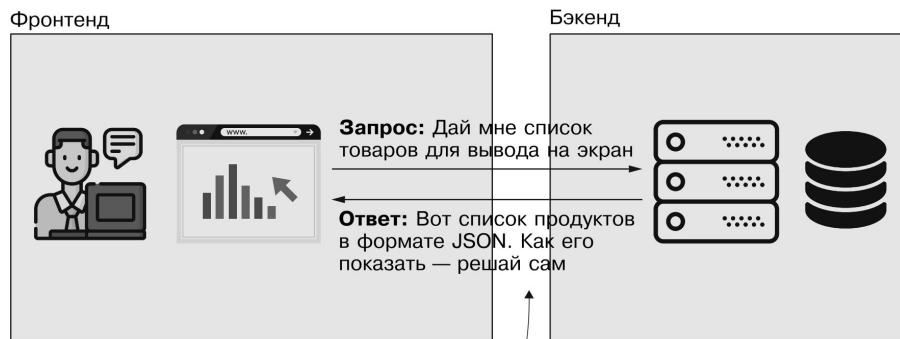 Фронтенд
Бэкенд
www.
Запрос: Дай мне список
товаров для вывода на экран
Ответ: Вот список продуктов
в формате JSON. Как его
показать — решай сам